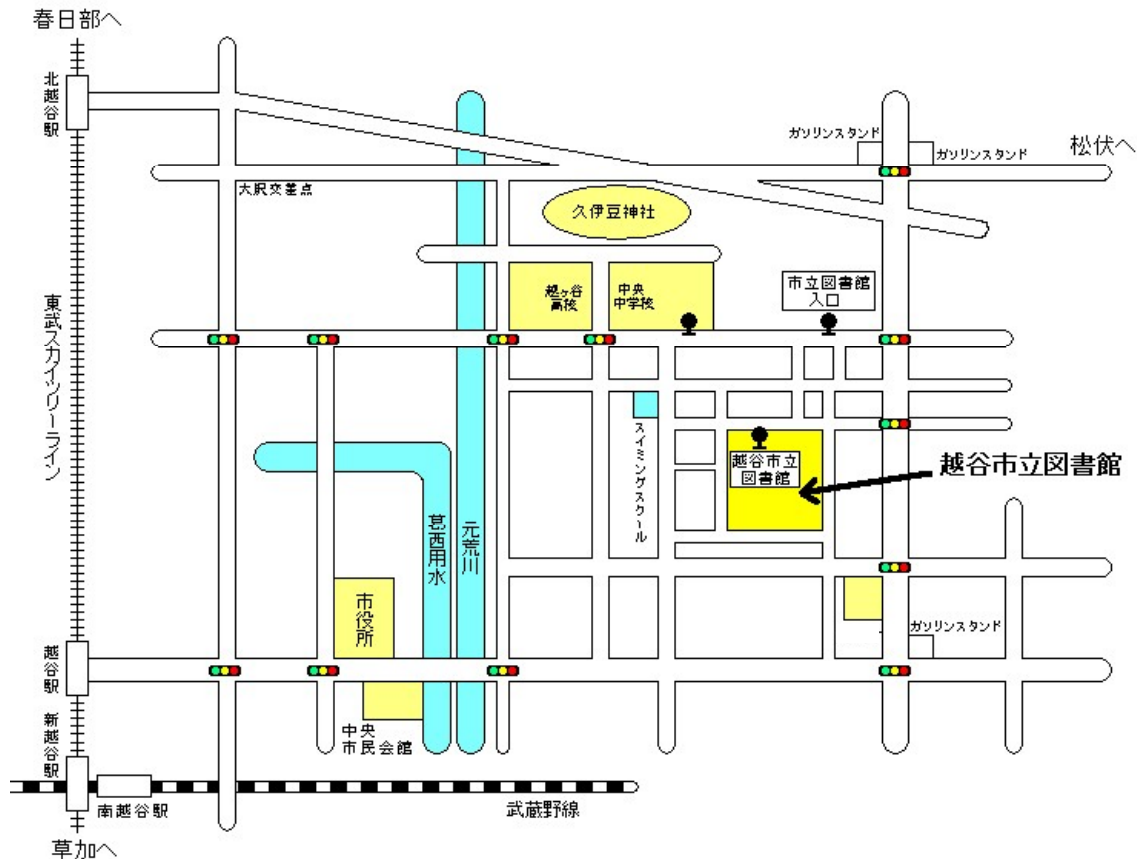 春日部へ
北越谷駅
ガソリンスタンド
ガソリンスタンド
松伏へ
大沢交差点
久伊豆神社
越ヶ谷
高校
中央
中学校
市立図書館
入口
東武スカイツリーライン
スイミングスクール
越谷市立
図書館
越谷市立図書館
葛西用水
元荒川
市役所
ガソリンスタンド
越谷駅
中央
市民会館
新越谷駅
南越谷駅
武蔵野線
草加へ